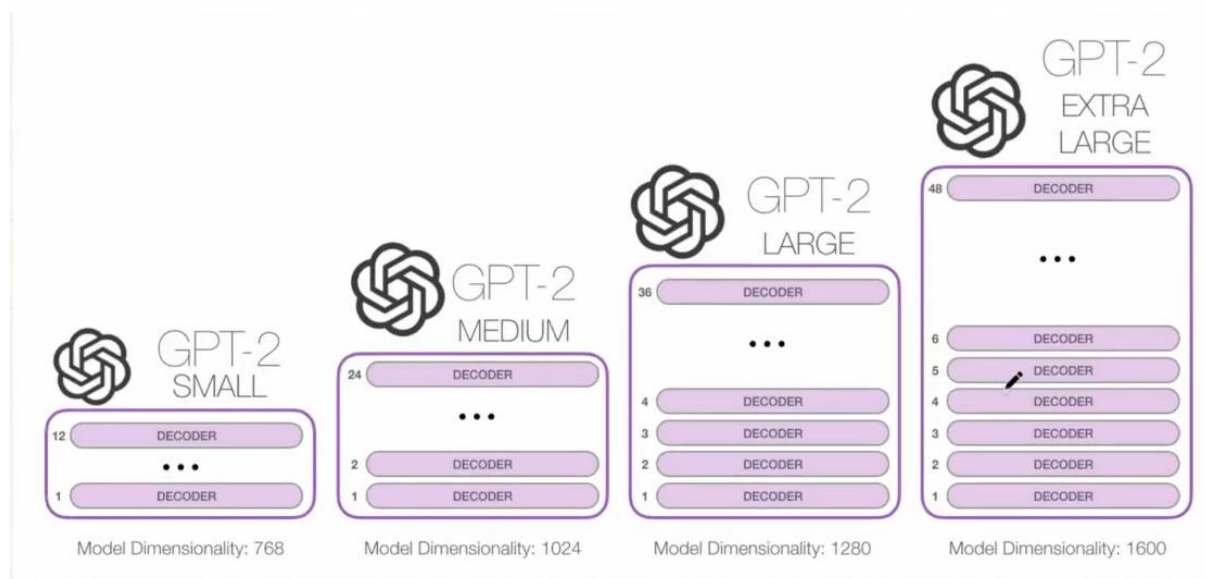 GPT-2
SMALL
12 DECODER
...
1 DECODER
Model Dimensionality: 768
GPT-2
MEDIUM
24 DECODER
...
2 DECODER
1 DECODER
Model Dimensionality: 1024
GPT-2
LARGE
36 DECODER
...
4 DECODER
3 DECODER
2 DECODER
1 DECODER
Model Dimensionality: 1280
GPT-2
EXTRA
LARGE
48 DECODER
...
6 DECODER
5 DECODER
4 DECODER
3 DECODER
2 DECODER
1 DECODER
Model Dimensionality: 1600